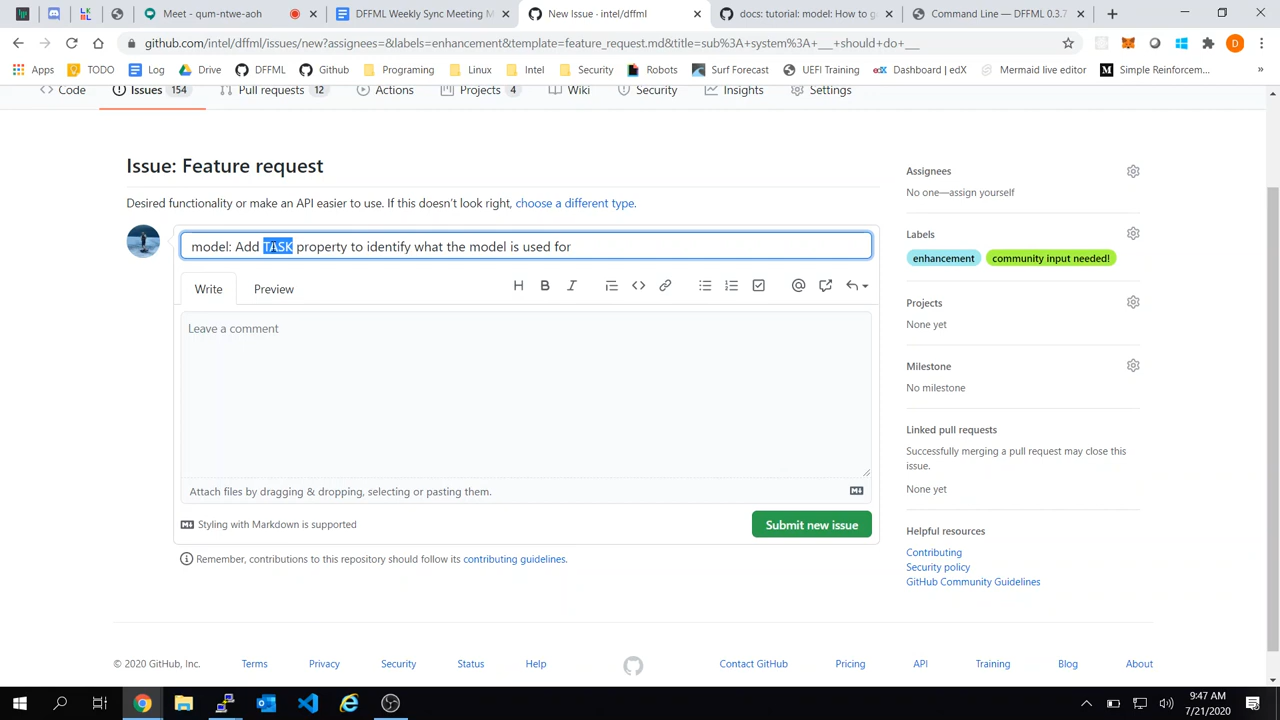 Meet - qum-ntwe-aoh
DFFML Weekly Sync Meeting M
New Issue · intel/dffml
docs: tutorial: model: How to g
Command Line — DFFML 0.3.7
github.com/intel/dffml/issues/new?assignees=&labels=enhancement&template=feature_request.md&title=sub%3A+system%3A+___+should+do+___
Apps
TODO
Log
Drive
DFFML
Github
Programing
Linux
Intel
Security
Robots
Surf Forecast
UEFI Training
Dashboard | edX
Mermaid live editor
Simple Reinforcem...
»
Code
Issues 154
Pull requests 12
Actions
Projects 4
Wiki
Security
Insights
Settings
Issue: Feature request
Desired functionality or make an API easier to use. If this doesn’t look right, choose a different type.
model: Add TASK property to identify what the model is used for
Write
Preview
Leave a comment
Attach files by dragging & dropping, selecting or pasting them.
Styling with Markdown is supported
Submit new issue
Remember, contributions to this repository should follow its contributing guidelines.
Assignees
No one—assign yourself
Labels
enhancement
community input needed!
Projects
None yet
Milestone
No milestone
Linked pull requests
Successfully merging a pull request may close this
issue.
None yet
Helpful resources
Contributing
Security policy
GitHub Community Guidelines
© 2020 GitHub, Inc.
Terms
Privacy
Security
Status
Help
Contact GitHub
Pricing
API
Training
Blog
About
9:47 AM
7/21/2020